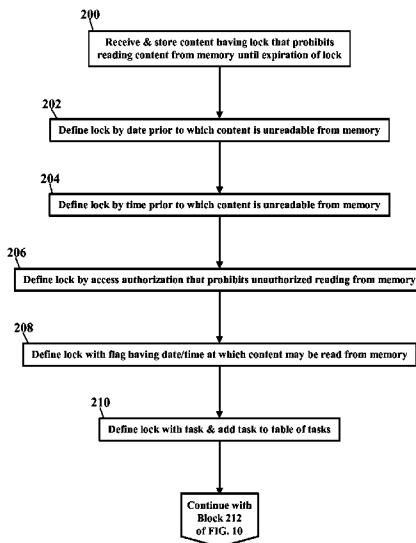 200
Receive & store content having lock that prohibits
reading content from memory until expiration of lock
202
Define lock by date prior to which content is unreadable from memory
204
Define lock by time prior to which content is unreadable from memory
206
Define lock by access authorization that prohibits unauthorized reading from memory
208
Define lock with flag having date/time at which content may be read from memory
210
Define lock with task & add task to table of tasks
Continue with
Block 212
of FIG. 10